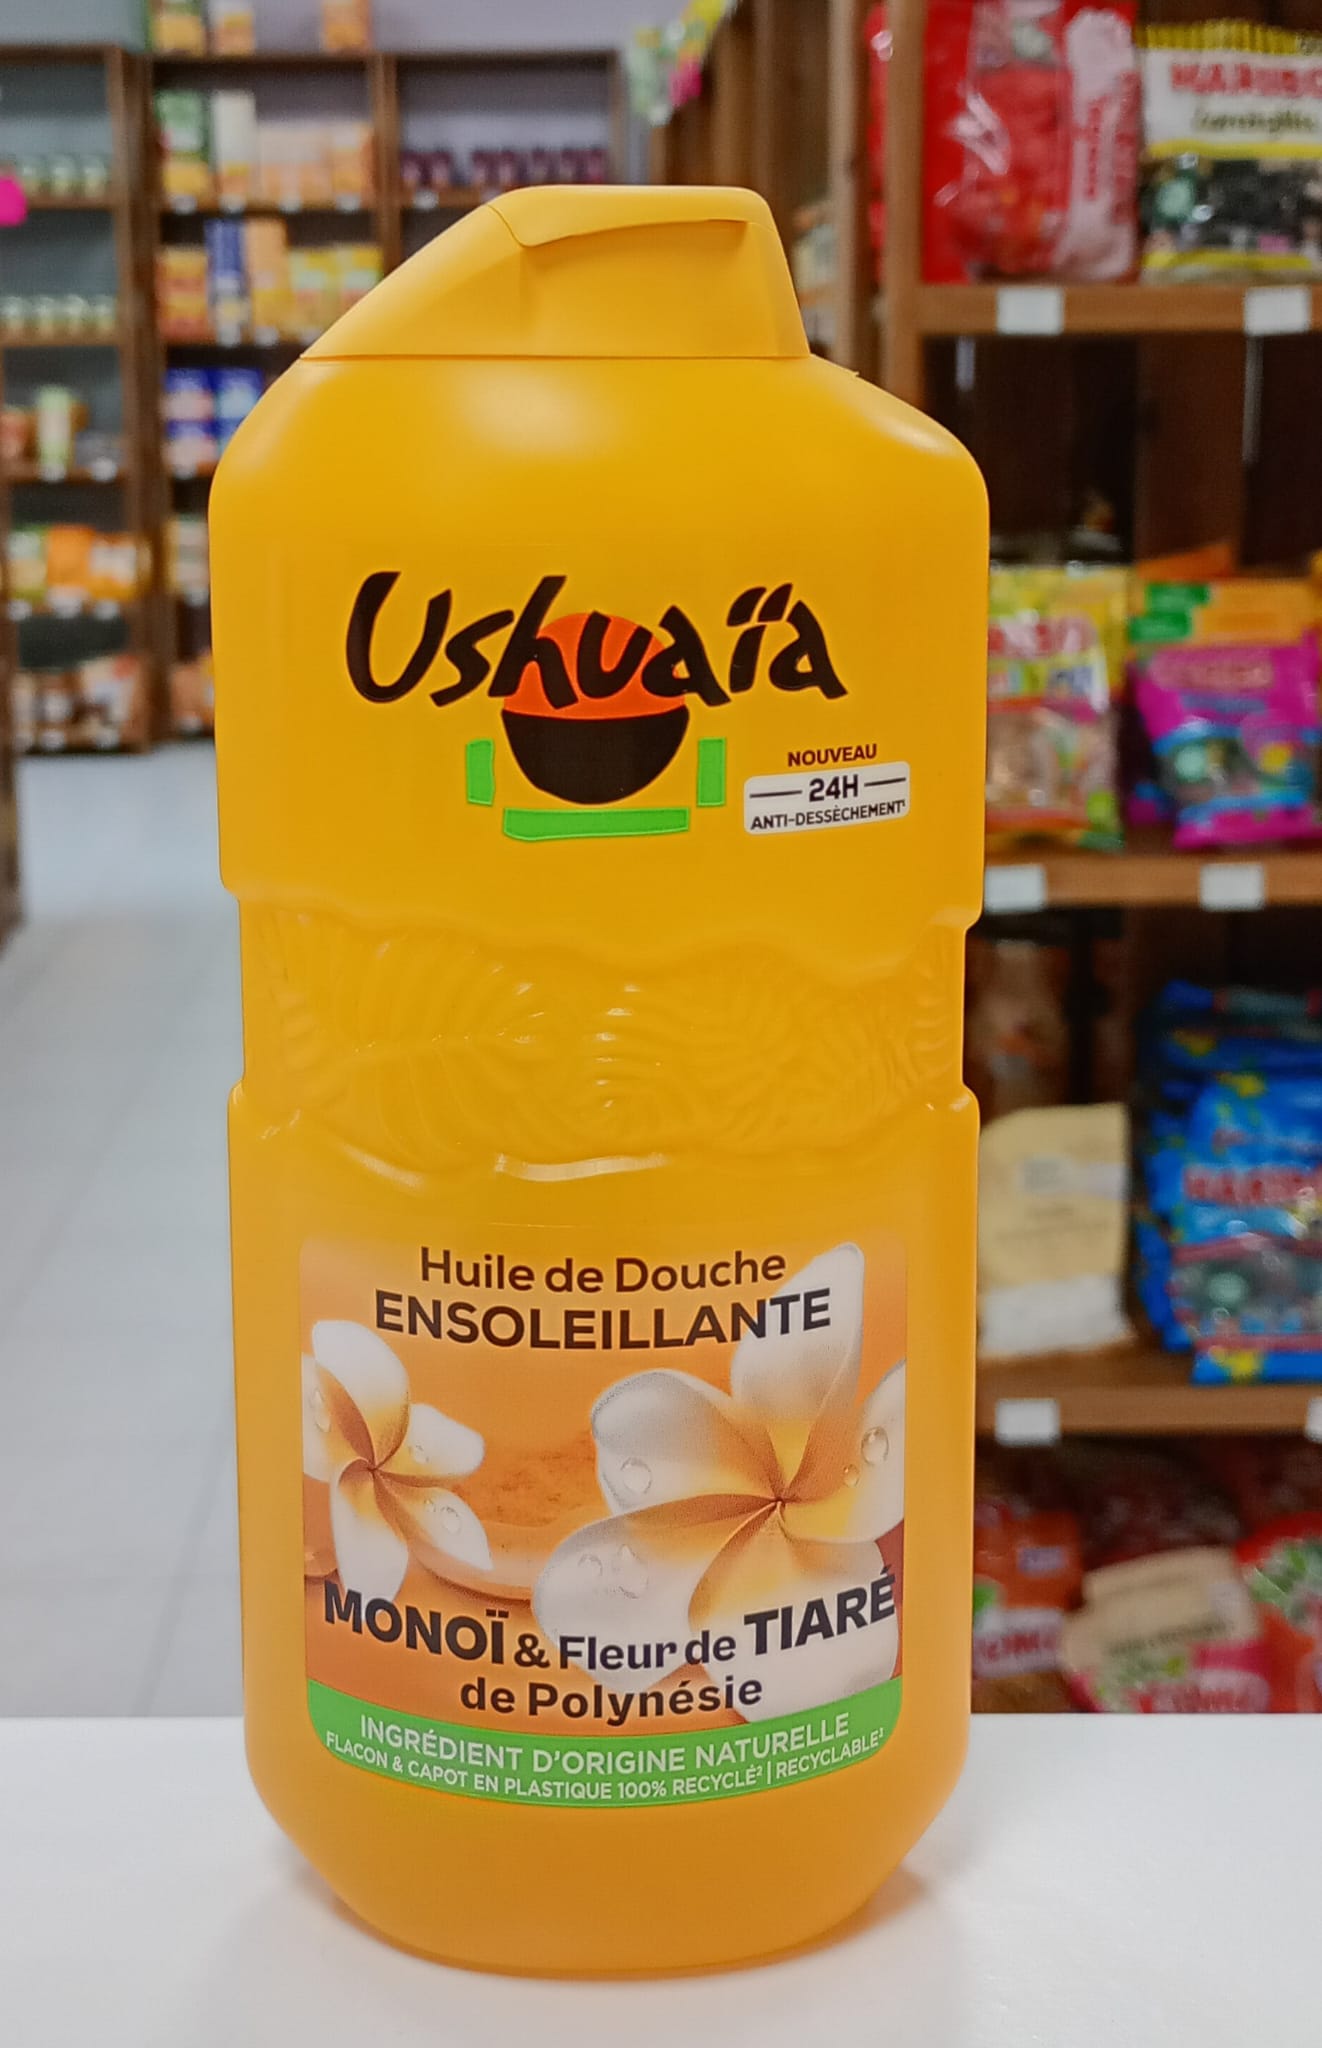 Ushuaïa
NOUVEAU
24H
ANTI-DESSÈCHEMENT¹
Huile de Douche
ENSOLEILLANTE
MONOÏ & Fleur de TIARÉ
de Polynésie
INGRÉDIENT D'ORIGINE NATURELLE
FLACON & CAPOT EN PLASTIQUE 100% RECYCLÉ² | RECYCLABLE³
HARIBO